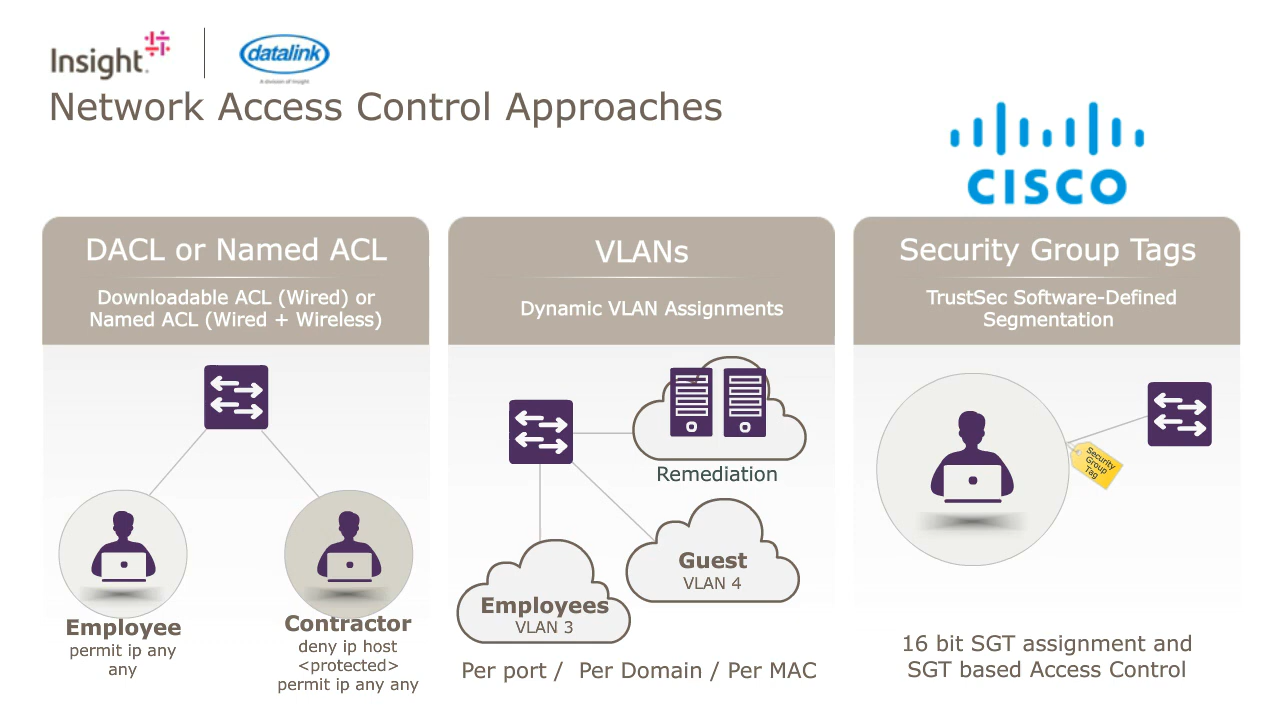 Insight
datalink
A division of Insight
Network Access Control Approaches
CISCO
DACL or Named ACL
Downloadable ACL (Wired) or
Named ACL (Wired + Wireless)
Employee
permit ip any
any
Contractor
deny ip host
<protected>
permit ip any any
VLANs
Dynamic VLAN Assignments
Remediation
Guest
VLAN 4
Employees
VLAN 3
Per port /  Per Domain / Per MAC
Security Group Tags
TrustSec Software-Defined
Segmentation
Security
Group
Tag
16 bit SGT assignment and
SGT based Access Control